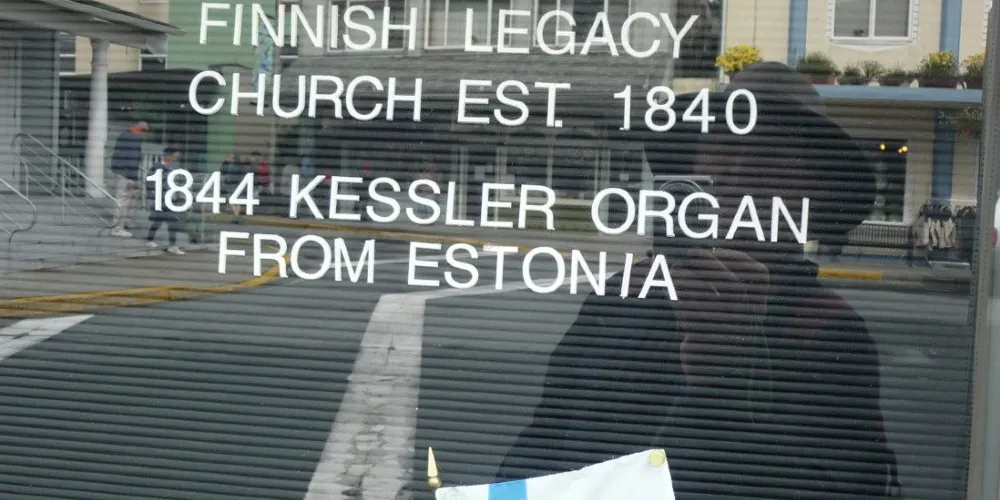 FINNISH LEGACY
CHURCH EST. 1840
1844 KESSLER ORGAN
FROM ESTONIA